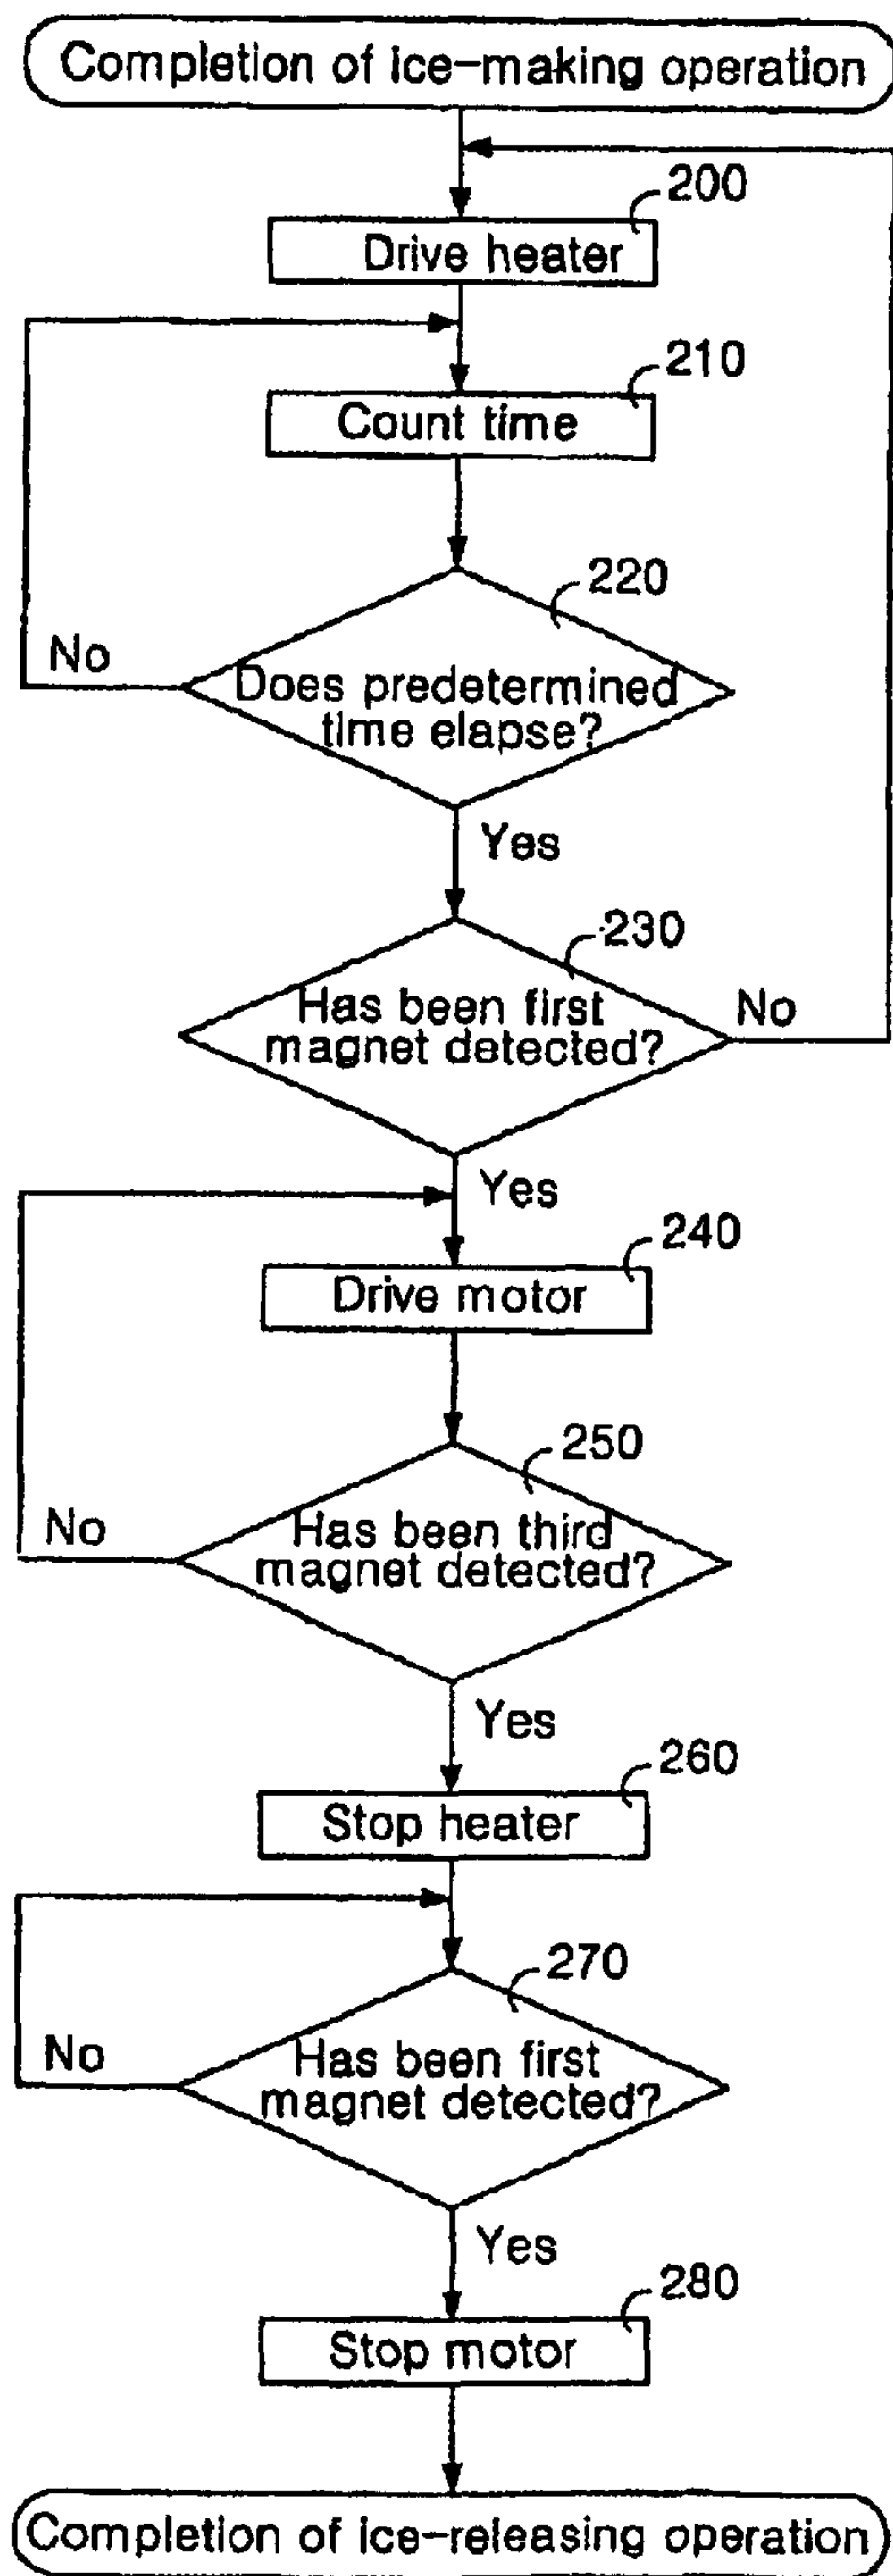 Completion of ice-making operation
200
Drive heater
210
Count time
220
No
Does predetermined
time elapse?
Yes
230
Has been first
magnet detected?
No
Yes
240
Drive motor
250
No
Has been third
magnet detected?
Yes
260
Stop heater
270
No
Has been first
magnet detected?
Yes
280
Stop motor
Completion of ice-releasing operation